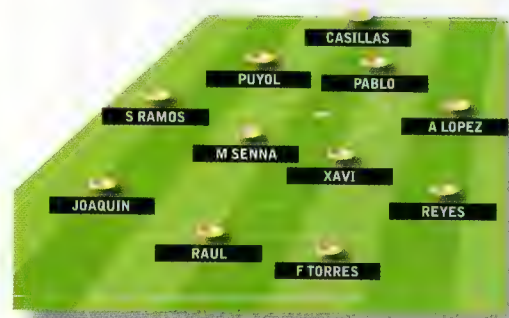 CASILLAS
PUYOL
PABLO
S RAMOS
A LOPEZ
M SENNA
XAVI
JOAQUIN
REYES
RAUL
F TORRES